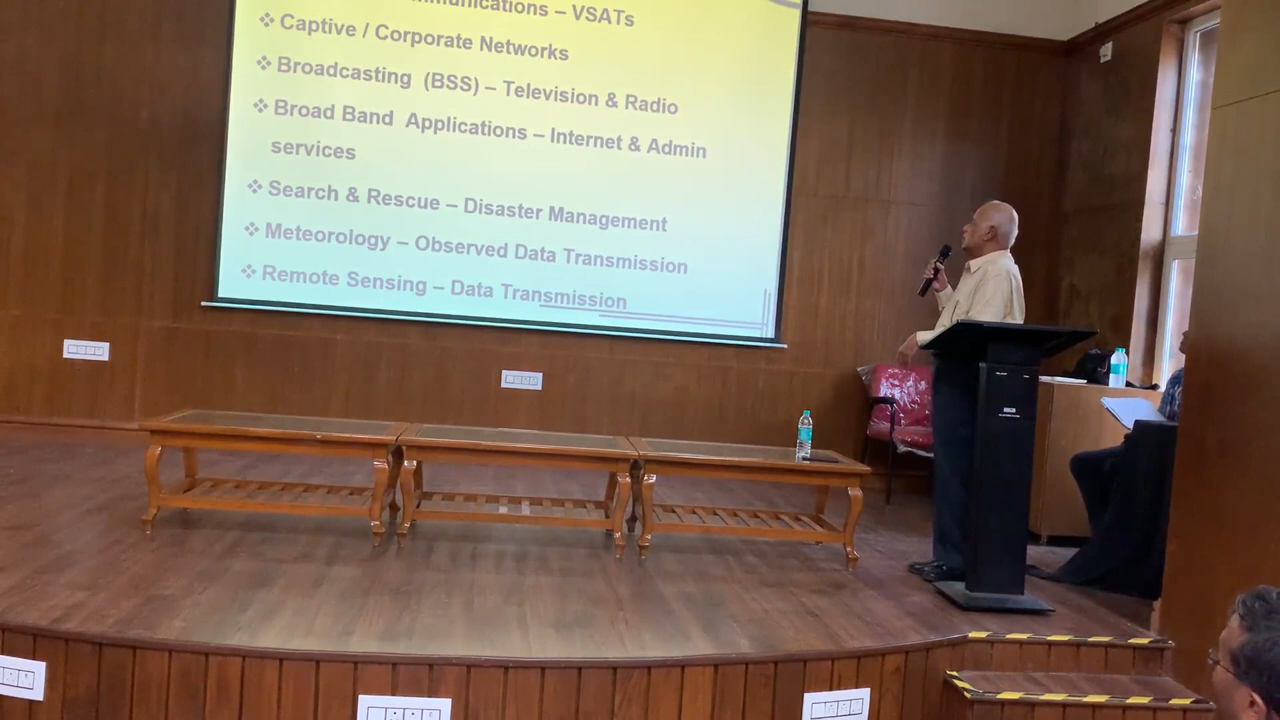 – VSATs
❖ Captive / Corporate Networks
❖ Broadcasting (BSS) – Television & Radio
❖ Broad Band Applications – Internet & Admin
services
❖ Search & Rescue – Disaster Management
❖ Meteorology – Observed Data Transmission
❖ Remote Sensing – Data Transmission